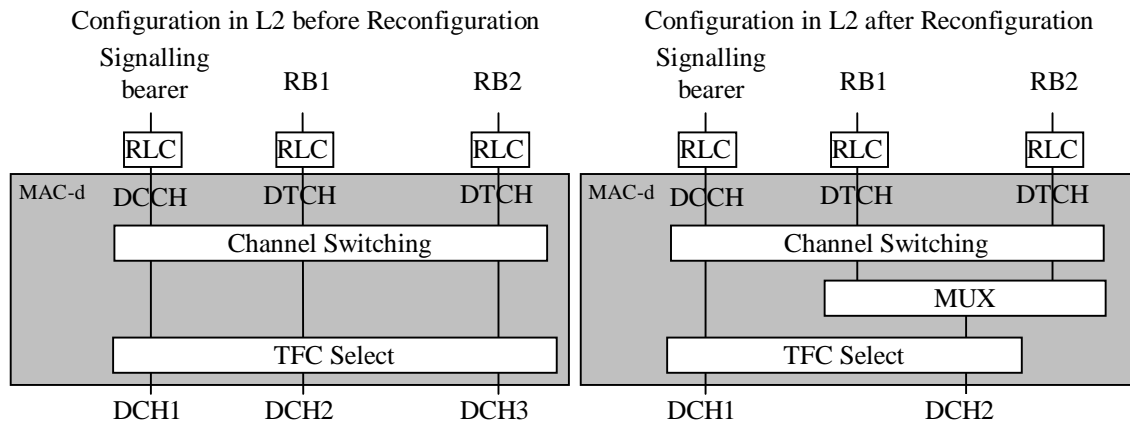 Configuration in L2 before Reconfiguration
Configuration in L2 after Reconfiguration
Signalling
bearer
RB1
RB2
Signalling
bearer
RB1
RB2
RLC
RLC
RLC
RLC
RLC
RLC
MAC-d
DCCH
DTCH
DTCH
MAC-d
DCCH
DTCH
DTCH
Channel Switching
Channel Switching
MUX
TFC Select
TFC Select
DCH1
DCH2
DCH3
DCH1
DCH2